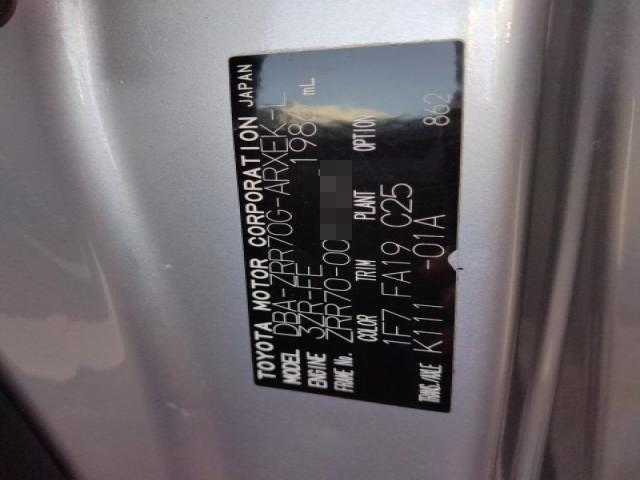 TOYOTA MOTOR CORPORATION JAPAN
MODEL DBA-ZRR70G-ARXEK-L
ENGINE 3ZR-FE 1986 mL
FRAME No. ZRR70-00
COLOR TRIM PLANT OPTION
1F7 FA19 C25
TRANS./AXLE K111 -01A 862